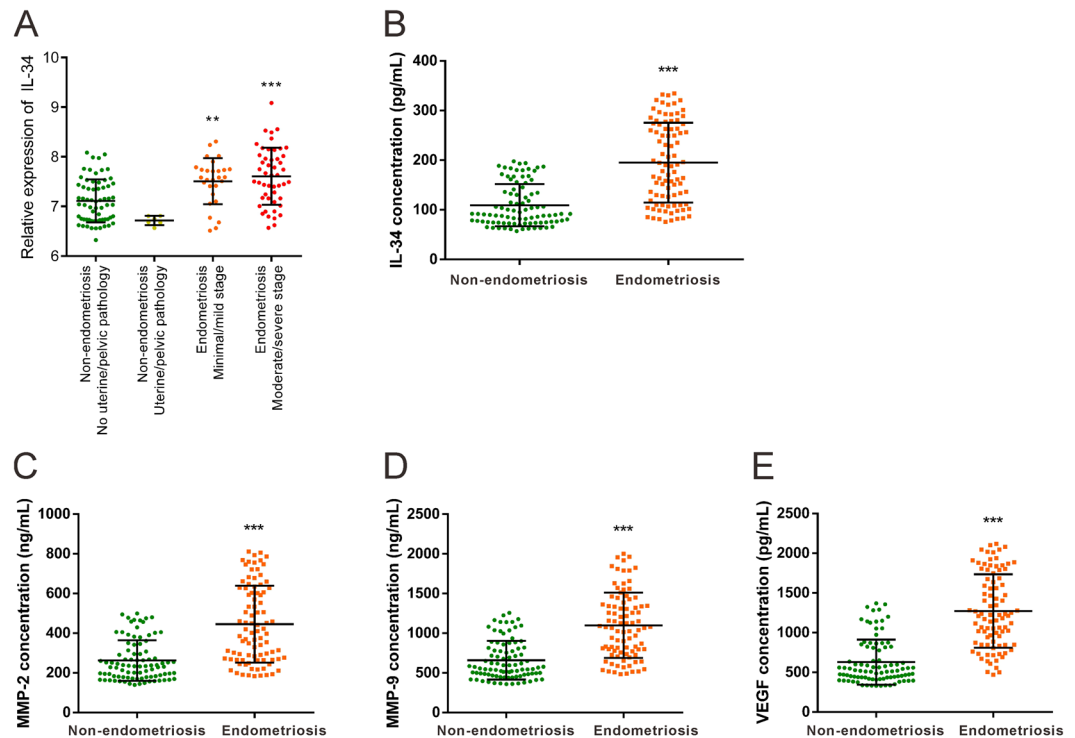 A
Relative expression of IL-34
10
9
8
7
6
**
***
Non-endometriosis
No uterine/pelvic pathology
Non-endometriosis
Uterine/pelvic pathology
Endometriosis
Minimal/mild stage
Endometriosis
Moderate/severe stage
B
IL-34 concentration (pg/mL)
400
300
200
100
0
***
Non-endometriosis
Endometriosis
C
MMP-2 concentration (ng/mL)
1000
800
600
400
200
0
***
Non-endometriosis
Endometriosis
D
MMP-9 concentration (ng/mL)
2500
2000
1500
1000
500
0
***
Non-endometriosis
Endometriosis
E
VEGF concentration (pg/mL)
2500
2000
1500
1000
500
0
***
Non-endometriosis
Endometriosis